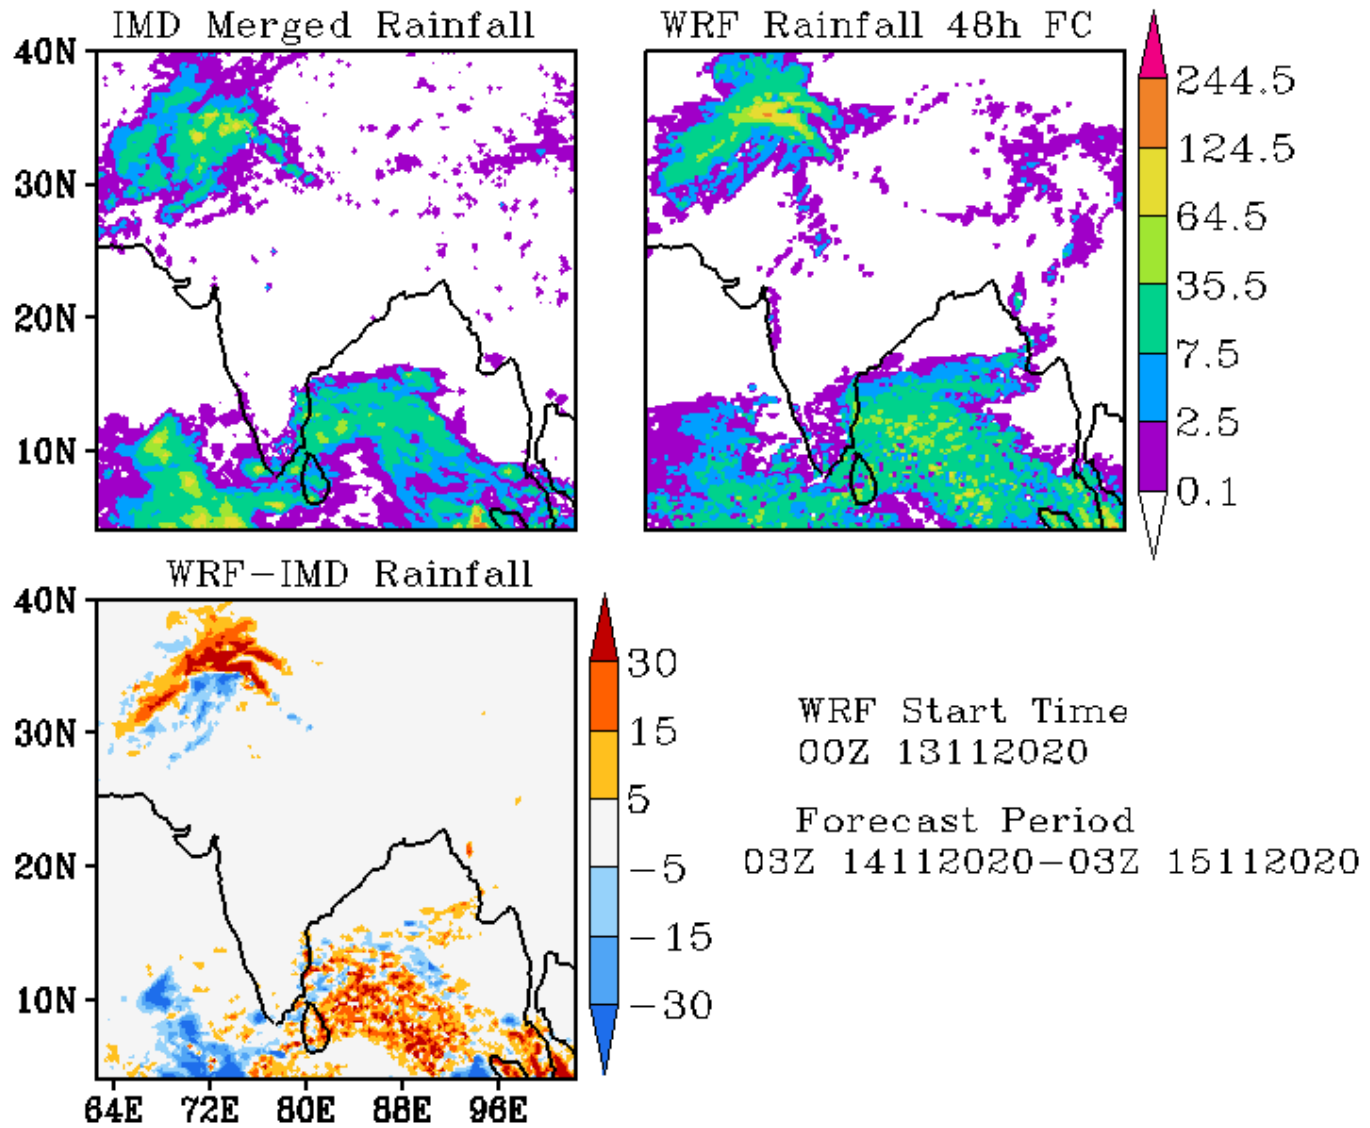 IMD Merged Rainfall
WRF Rainfall 48h FC
40N
30N
20N
10N
244.5
124.5
64.5
35.5
7.5
2.5
0.1
WRF-IMD Rainfall
40N
30N
20N
10N
64E 72E 80E 88E 96E
30
15
5
-5
-15
-30
WRF Start Time
00Z 13112020
Forecast Period
03Z 14112020-03Z 15112020